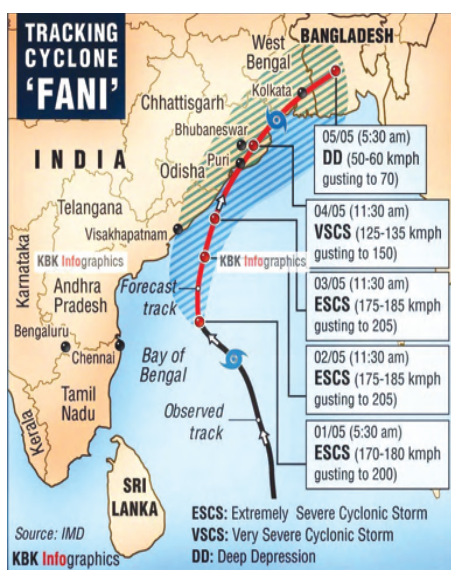 TRACKING
CYCLONE
'FANI'
BANGLADESH
West
Bengal
Kolkata
Chhattisgarh
Bhubaneswar
Puri
Odisha
INDIA
Telangana
Visakhapatnam
KBK Infographics
KBK Infographics
Karnataka
Andhra
Pradesh
Forecast
track
Bengaluru
Chennai
Bay of
Bengal
Tamil
Nadu
Kerala
Observed
track
SRI
LANKA
05/05 (5:30 am)
DD (50-60 kmph
gusting to 70)
04/05 (11:30 am)
VSCS (125-135 kmph
gusting to 150)
03/05 (11:30 am)
ESCS (175-185 kmph
gusting to 205)
02/05 (11:30 am)
ESCS (175-185 kmph
gusting to 205)
01/05 (5:30 am)
ESCS (170-180 kmph
gusting to 200)
ESCS: Extremely Severe Cyclonic Storm
VSCS: Very Severe Cyclonic Storm
DD: Deep Depression
Source: IMD
KBK Infographics